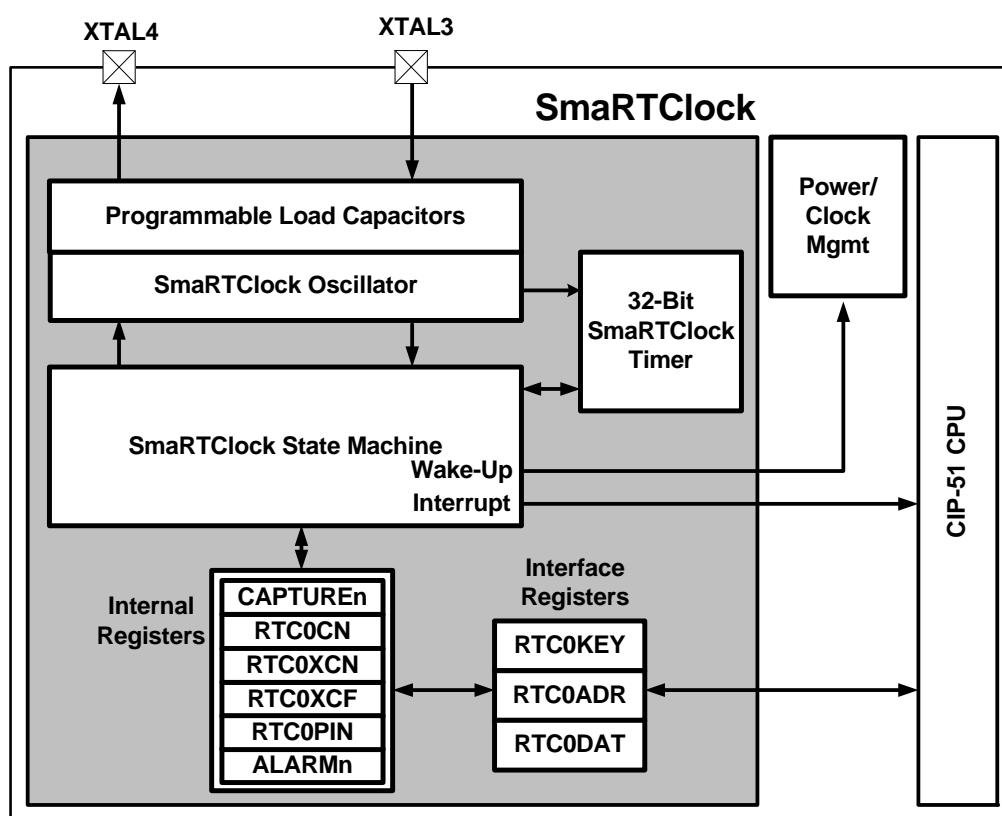 XTAL4
XTAL3
SmaRTClock
Programmable Load Capacitors
SmaRTClock Oscillator
32-Bit
SmaRTClock
Timer
Power/
Clock
Mgmt
SmaRTClock State Machine
Wake-Up
Interrupt
CIP-51 CPU
Internal
Registers
CAPTUREn
RTC0CN
RTC0XCN
RTC0XCF
RTC0PIN
ALARMn
Interface
Registers
RTC0KEY
RTC0ADR
RTC0DAT